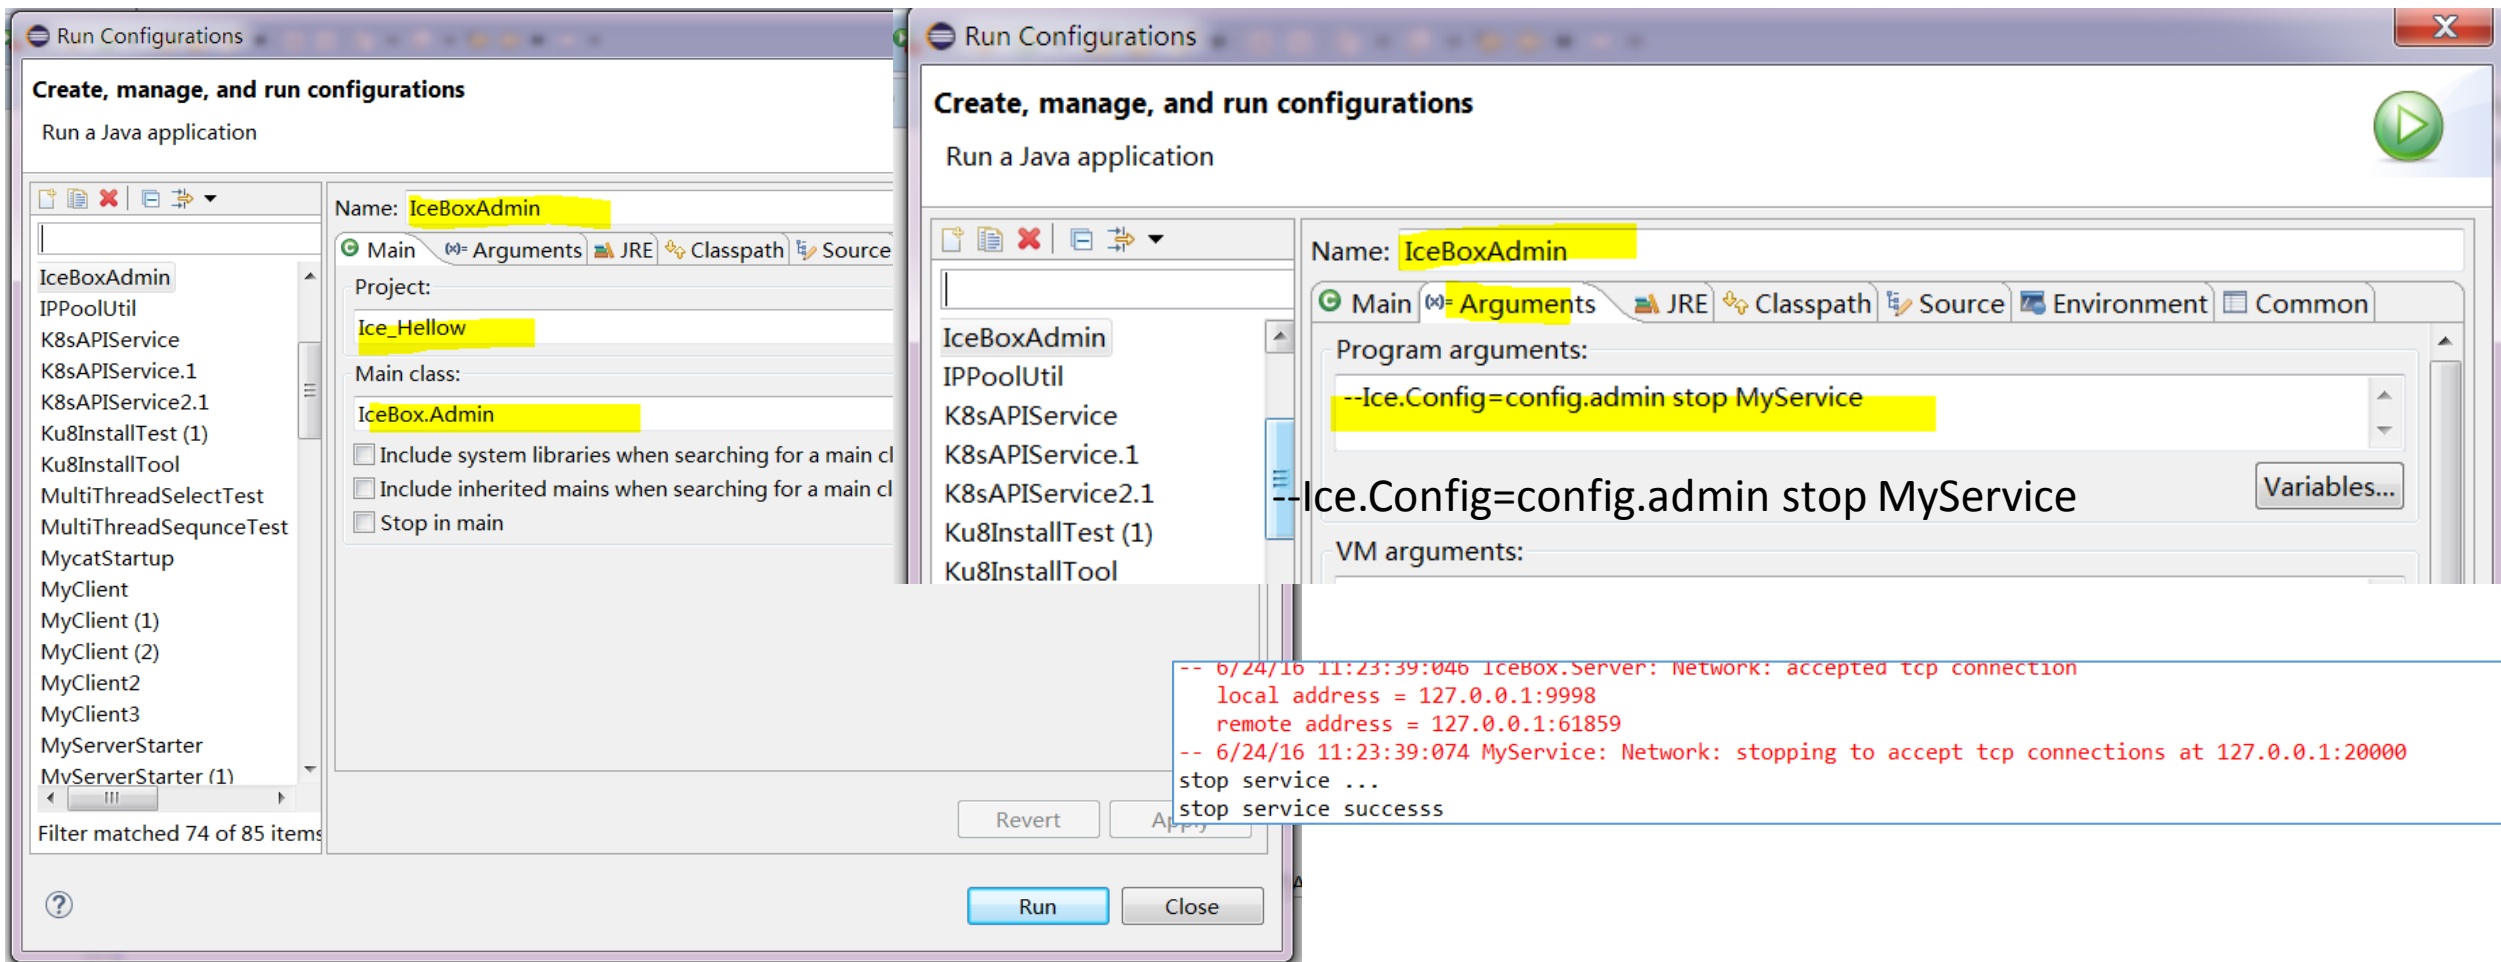 Run Configurations
Create, manage, and run configurations
Run a Java application
Name: IceBoxAdmin
Main (x)= Arguments JRE Classpath Source
IceBoxAdmin
IPPoolUtil
K8sAPIService
K8sAPIService.1
K8sAPIService2.1
Ku8InstallTest (1)
Ku8InstallTool
MultiThreadSelectTest
MultiThreadSequnceTest
MycatStartup
MyClient
MyClient (1)
MyClient (2)
MyClient2
MyClient3
MyServerStarter
MyServerStarter (1)
Filter matched 74 of 85 items
Project:
Ice_Hellow
Main class:
IceBox.Admin
Include system libraries when searching for a main cl
Include inherited mains when searching for a main cl
Stop in main
Revert Apply
Run Close
Run Configurations
Create, manage, and run configurations
Run a Java application
Name: IceBoxAdmin
Main (x)= Arguments JRE Classpath Source Environment Common
IceBoxAdmin
IPPoolUtil
K8sAPIService
K8sAPIService.1
K8sAPIService2.1
Ku8InstallTest (1)
Ku8InstallTool
Program arguments:
--Ice.Config=config.admin stop MyService
Variables...
--Ice.Config=config.admin stop MyService
VM arguments:
-- 6/24/16 11:23:39:046 IceBox.Server: Network: accepted tcp connection
local address = 127.0.0.1:9998
remote address = 127.0.0.1:61859
-- 6/24/16 11:23:39:074 MyService: Network: stopping to accept tcp connections at 127.0.0.1:20000
stop service ...
stop service successs